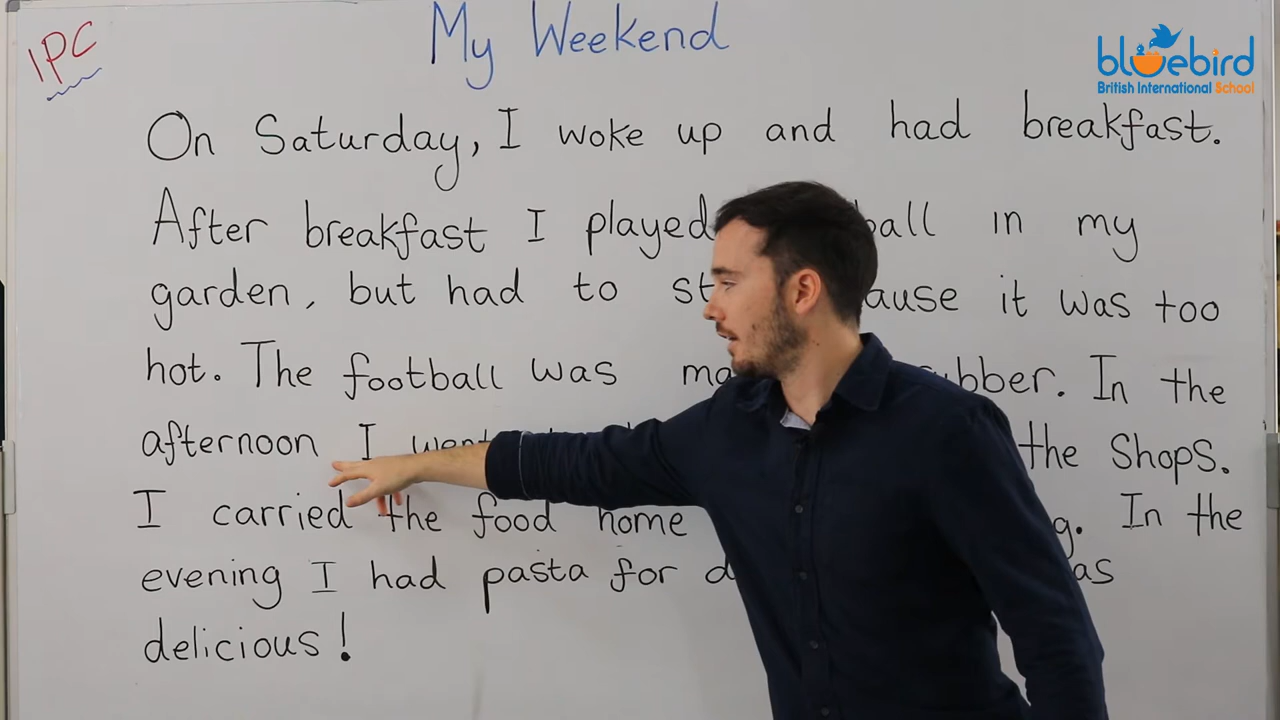 My Weekend
IPC
bluebird
British International School
On Saturday, I woke up and had breakfast.
After breakfast I played ball in my
garden, but had to st ause it was too
hot. The football was ma ubber. In the
afternoon I went the Shops.
I carried the food home g. In the
evening I had pasta for d as
delicious!